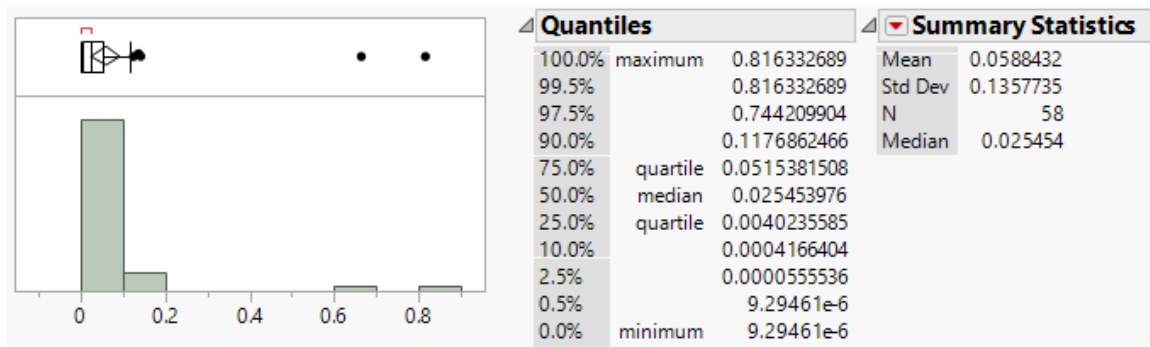 Quantiles
100.0% maximum 0.816332689
99.5% 0.816332689
97.5% 0.744209904
90.0% 0.1176862466
75.0% quartile 0.0515381508
50.0% median 0.025453976
25.0% quartile 0.0040235585
10.0% 0.0004166404
2.5% 0.0000555536
0.5% 9.29461e-6
0.0% minimum 9.29461e-6
Summary Statistics
Mean 0.0588432
Std Dev 0.1357735
N 58
Median 0.025454
0 0.2 0.4 0.6 0.8